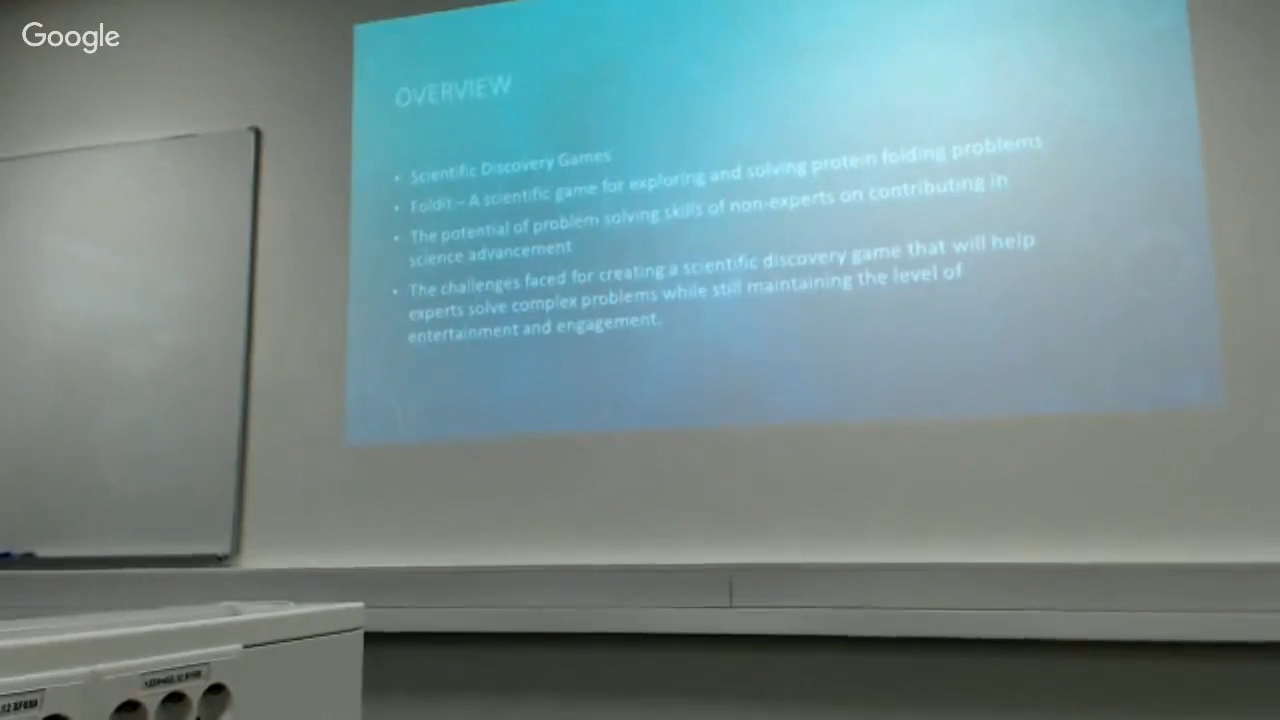 Google
OVERVIEW
• Scientific Discovery Games
• Foldit – A scientific game for exploring and solving protein folding problems
• The potential of problem solving skills of non-experts on contributing in
science advancement
• The challenges faced for creating a scientific discovery game that will help
experts solve complex problems while still maintaining the level of
entertainment and engagement.